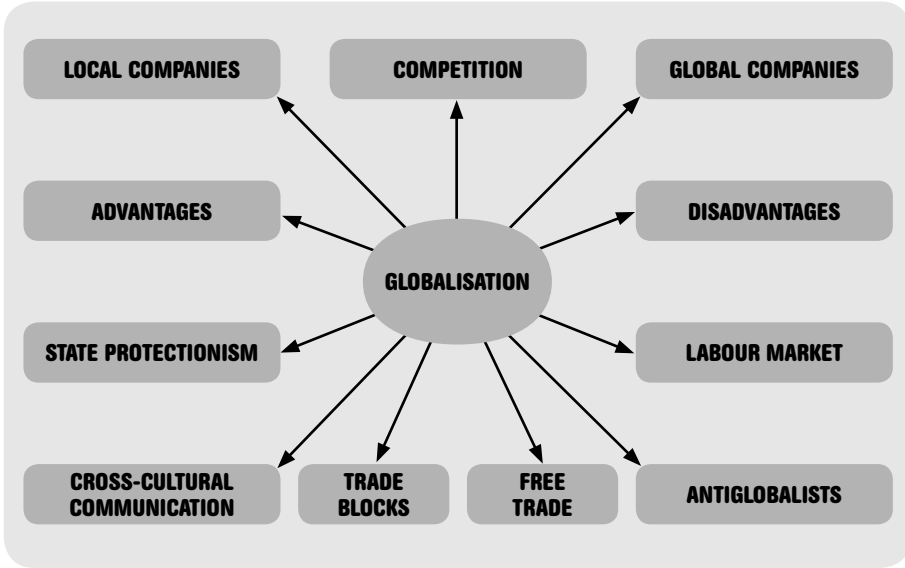 LOCAL COMPANIES
COMPETITION
GLOBAL COMPANIES
ADVANTAGES
DISADVANTAGES
GLOBALISATION
STATE PROTECTIONISM
LABOUR MARKET
CROSS-CULTURAL
COMMUNICATION
TRADE
BLOCKS
FREE
TRADE
ANTIGLOBALISTS